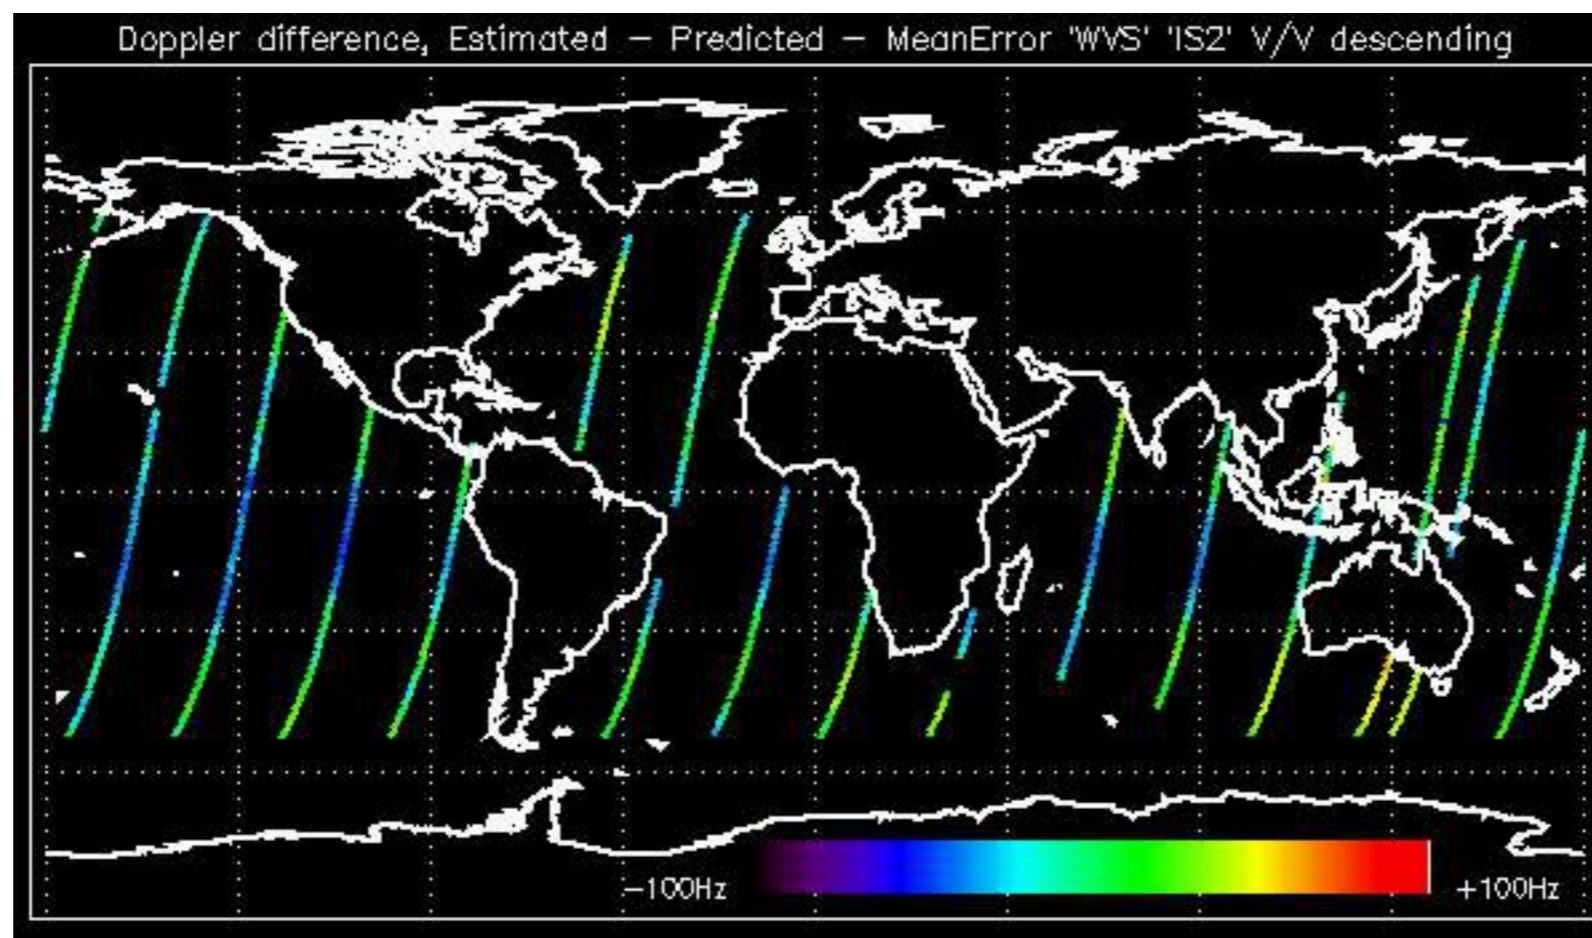 Doppler difference, Estimated – Predicted – MeanError 'WVS' 'IS2' V/V descending
–100Hz
+100Hz